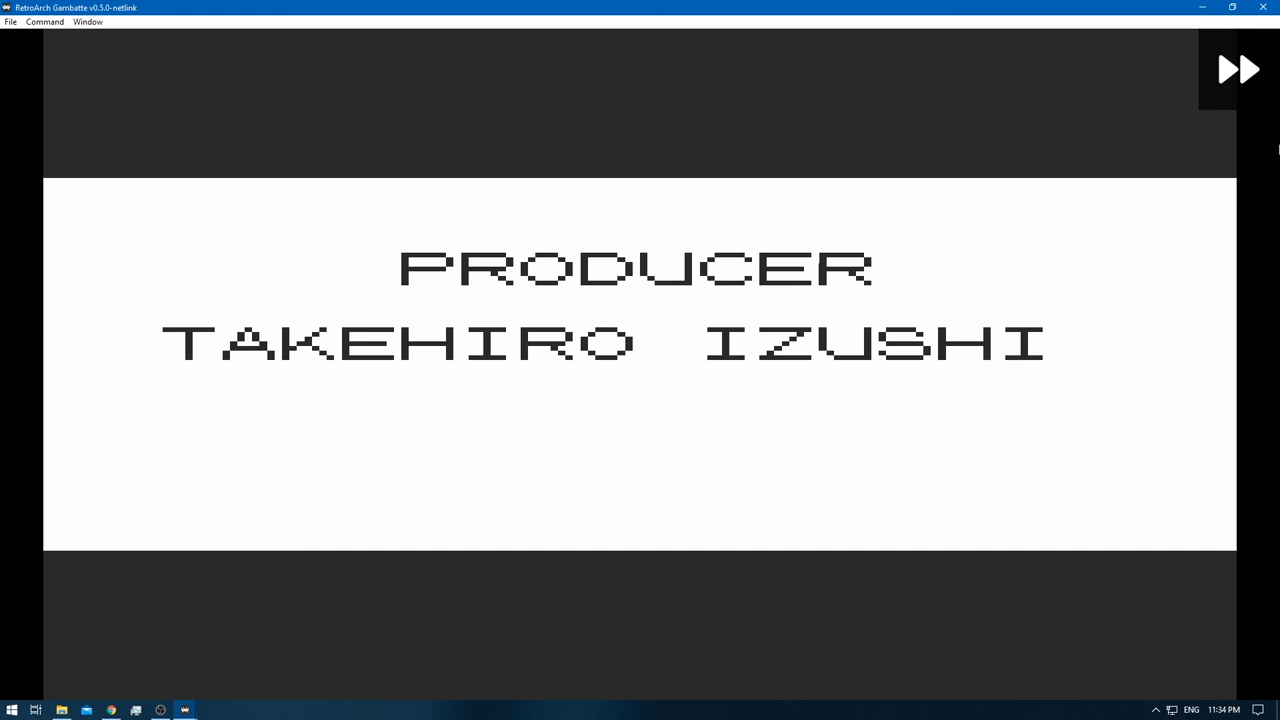 RetroArch Gambatte v0.5.0-netlink
File Command Window
PRODUCER
TAKEHIRO IZUSHI
ENG 11:34 PM